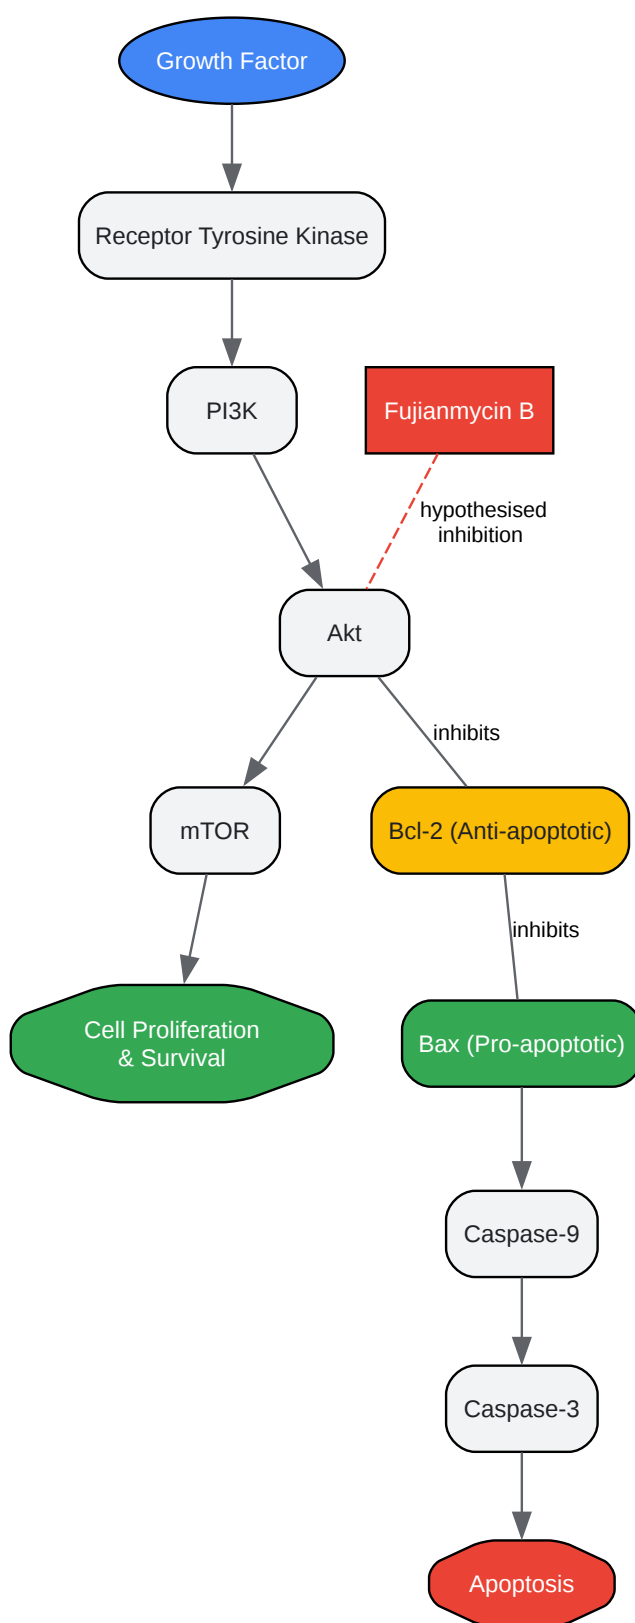 Growth Factor
Receptor Tyrosine Kinase
PI3K
Fujianmycin B
hypothesised
inhibition
Akt
inhibits
mTOR
Bcl-2 (Anti-apoptotic)
inhibits
Cell Proliferation
& Survival
Bax (Pro-apoptotic)
Caspase-9
Caspase-3
Apoptosis